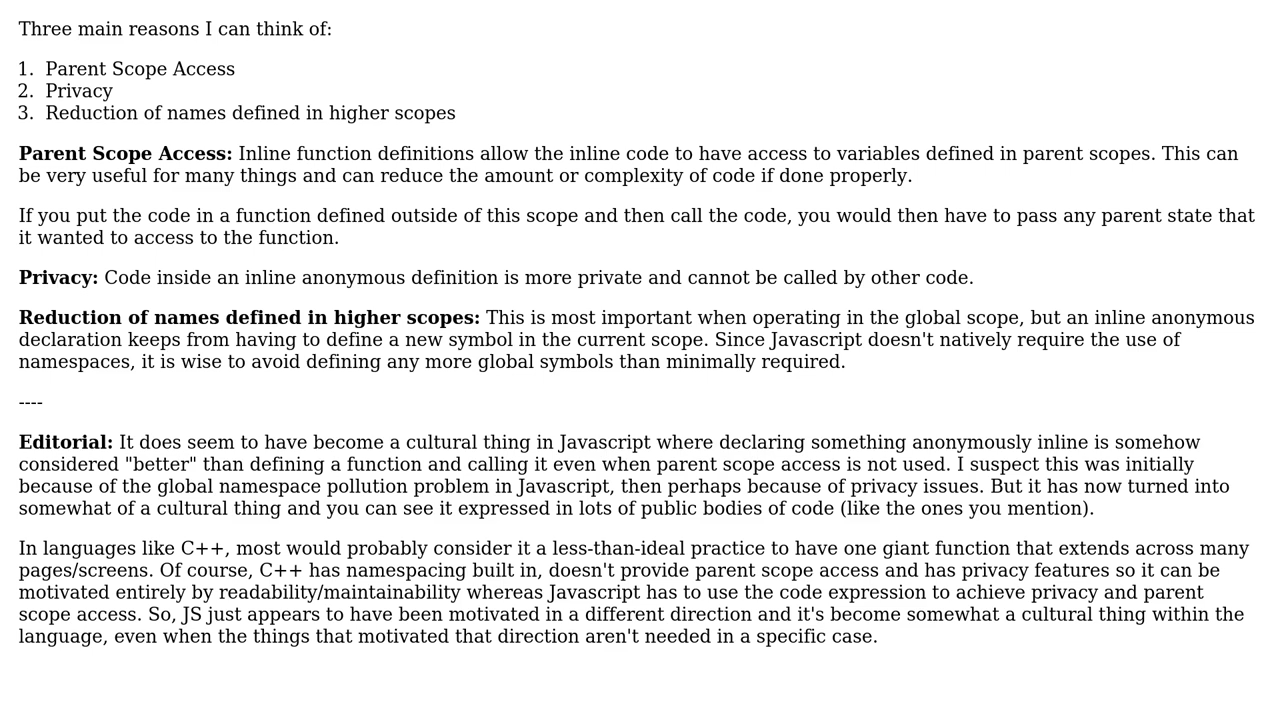 Three main reasons I can think of:
1. Parent Scope Access
2. Privacy
3. Reduction of names defined in higher scopes
Parent Scope Access: Inline function definitions allow the inline code to have access to variables defined in parent scopes. This can
be very useful for many things and can reduce the amount or complexity of code if done properly.
If you put the code in a function defined outside of this scope and then call the code, you would then have to pass any parent state that
it wanted to access to the function.
Privacy: Code inside an inline anonymous definition is more private and cannot be called by other code.
Reduction of names defined in higher scopes: This is most important when operating in the global scope, but an inline anonymous
declaration keeps from having to define a new symbol in the current scope. Since Javascript doesn't natively require the use of
namespaces, it is wise to avoid defining any more global symbols than minimally required.
----
Editorial: It does seem to have become a cultural thing in Javascript where declaring something anonymously inline is somehow
considered "better" than defining a function and calling it even when parent scope access is not used. I suspect this was initially
because of the global namespace pollution problem in Javascript, then perhaps because of privacy issues. But it has now turned into
somewhat of a cultural thing and you can see it expressed in lots of public bodies of code (like the ones you mention).
In languages like C++, most would probably consider it a less-than-ideal practice to have one giant function that extends across many
pages/screens. Of course, C++ has namespacing built in, doesn't provide parent scope access and has privacy features so it can be
motivated entirely by readability/maintainability whereas Javascript has to use the code expression to achieve privacy and parent
scope access. So, JS just appears to have been motivated in a different direction and it's become somewhat a cultural thing within the
language, even when the things that motivated that direction aren't needed in a specific case.